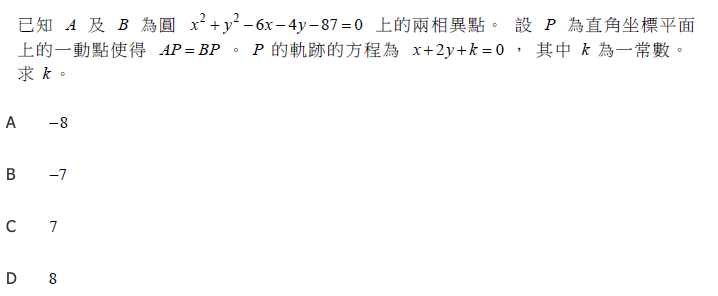 已知 A 及 B 為圓 x²+y²−6x−4y−87=0 上的兩相異點。 設 P 為直角坐標平面
上的一動點使得 AP=BP 。 P 的軌跡的方程為 x+2y+k=0 , 其中 k 為一常數。
求 k 。
A −8
B −7
C 7
D 8